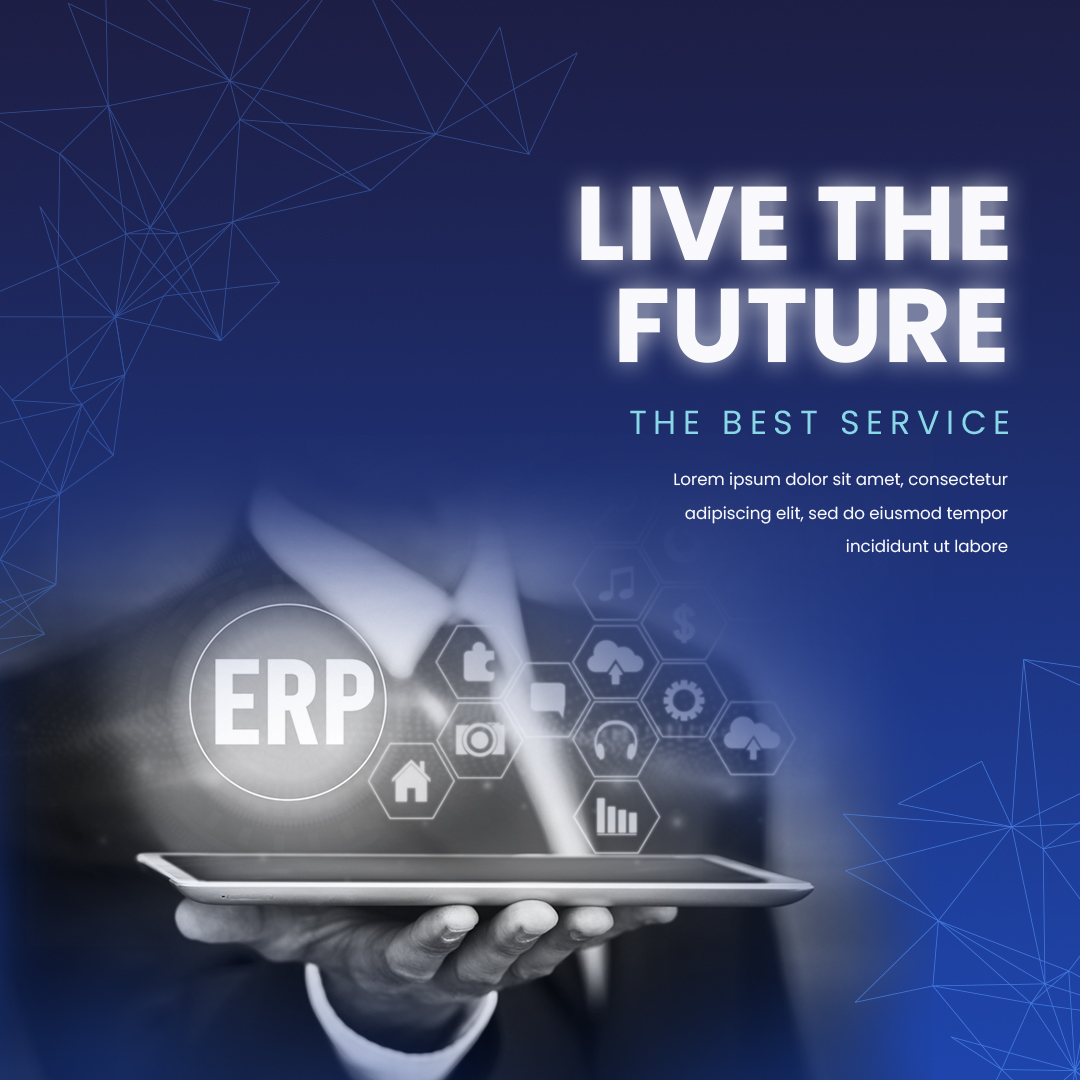 LIVE THE
FUTURE
THE BEST SERVICE
Lorem ipsum dolor sit amet, consectetur
adipiscing elit, sed do eiusmod tempor
incididunt ut labore
ERP
$